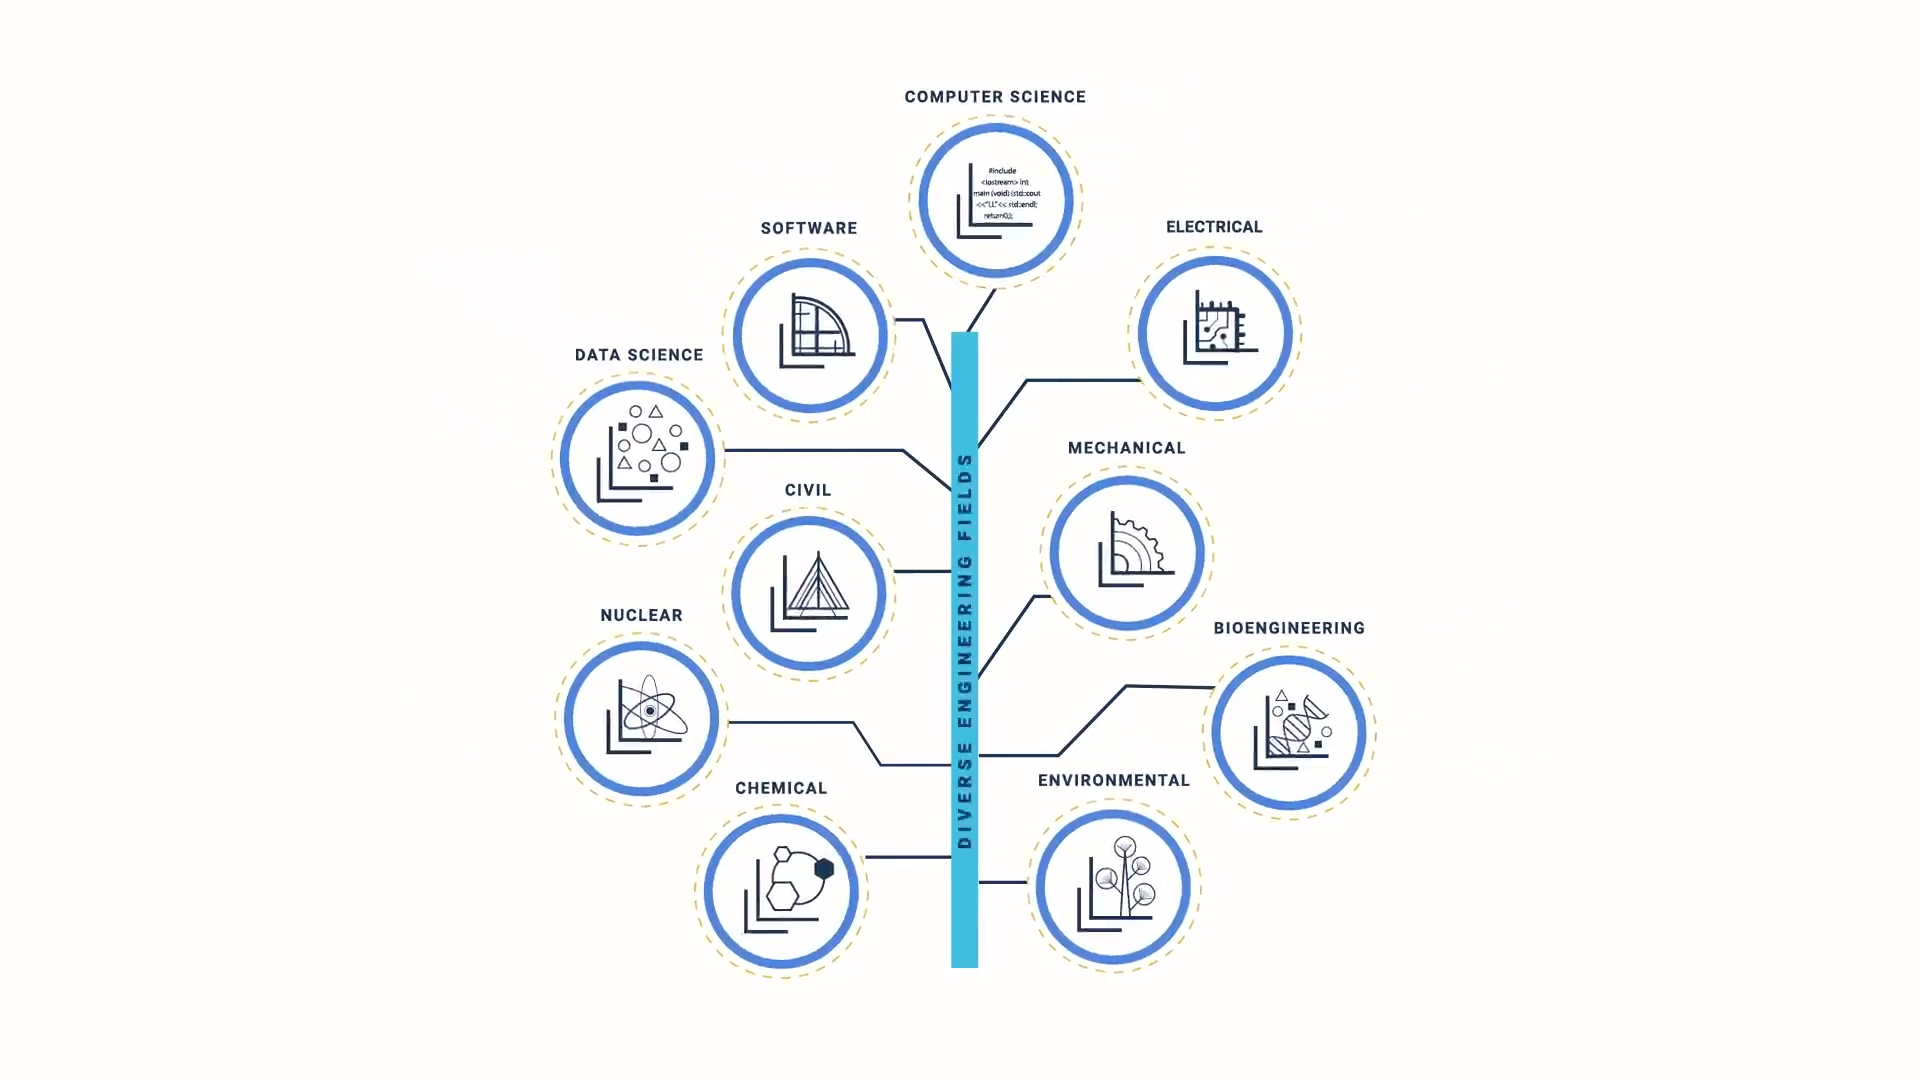 COMPUTER SCIENCE
#include
<iostream> int
main (void) {std::cout
<<"LL"<< std::endl;
return0;};
SOFTWARE
ELECTRICAL
DATA SCIENCE
MECHANICAL
CIVIL
DIVERSE ENGINEERING FIELDS
NUCLEAR
BIOENGINEERING
CHEMICAL
ENVIRONMENTAL